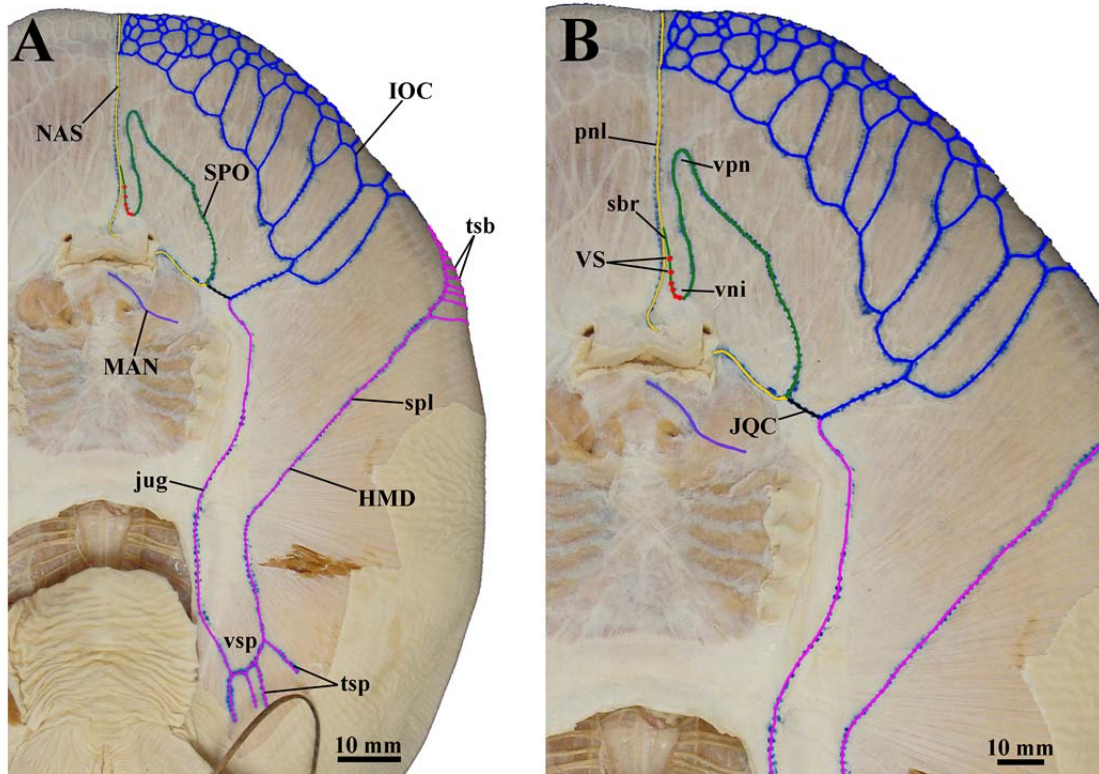 A
NAS
IOC
SPO
tsb
MAN
spl
jug
HMD
vsp
tsp
10 mm
B
pnl
vpn
sbr
VS
vni
JQC
10 mm